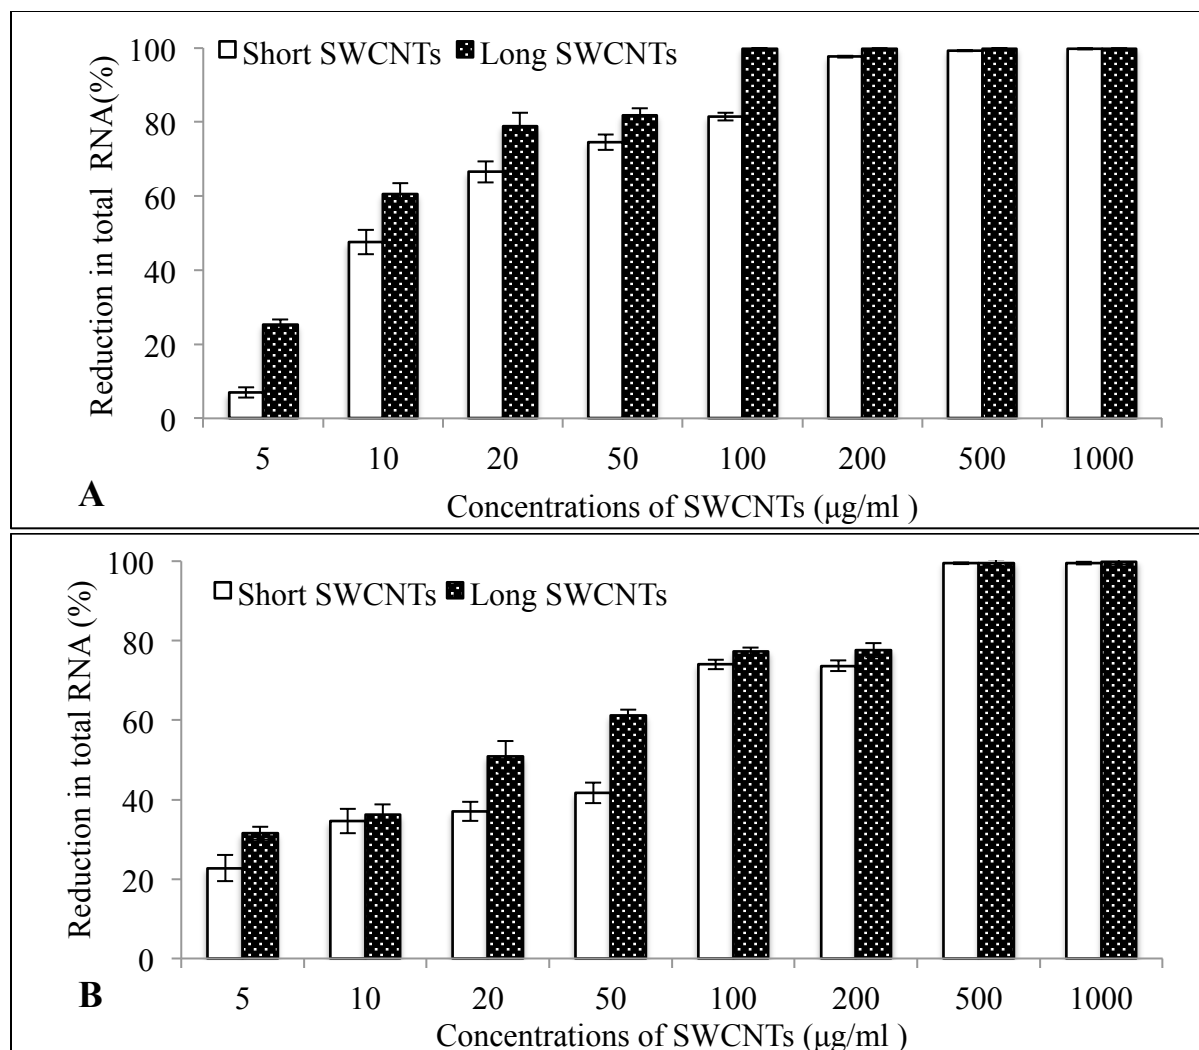 Short SWCNTs Long SWCNTs
Reduction in total RNA(%)
100
80
60
40
20
0
5 10 20 50 100 200 500 1000
A
Concentrations of SWCNTs (μg/ml )
Short SWCNTs Long SWCNTs
Reduction in total RNA (%)
100
80
60
40
20
0
5 10 20 50 100 200 500 1000
B
Concentrations of SWCNTs (μg/ml )